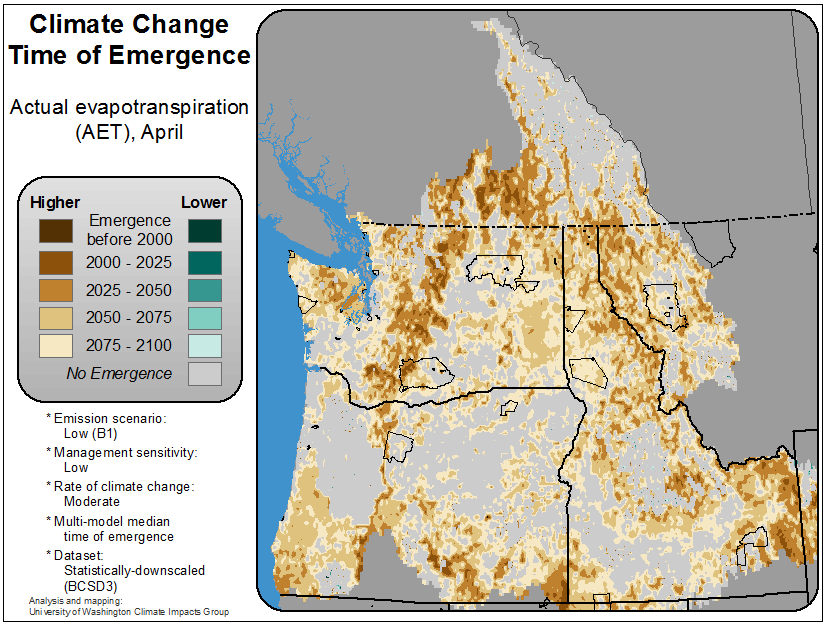 Climate Change
Time of Emergence
Actual evapotranspiration
(AET), April
Higher
Lower
Emergence
before 2000
2000 - 2025
2025 - 2050
2050 - 2075
2075 - 2100
No Emergence
* Emission scenario:
Low (B1)
* Management sensitivity:
Low
* Rate of climate change:
Moderate
* Multi-model median
time of emergence
* Dataset:
Statistically-downscaled
(BCSD3)
Analysis and mapping:
University of Washington Climate Impacts Group